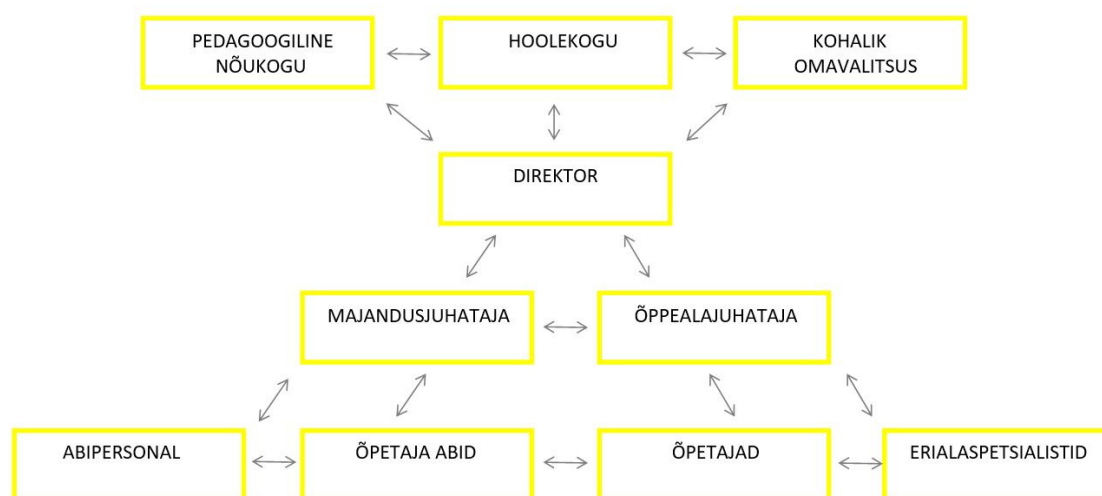 PEDAGOOGILINE
NÕUKOGU
HOOLEKOGU
KOHALIK
OMAVALITSUS
DIREKTOR
MAJANDUSJUHATAJA
ÕPPEALAJUHATAJA
ABIPERSONAL
ÕPETAJA ABID
ÕPETAJAD
ERIALASPETSIALISTID